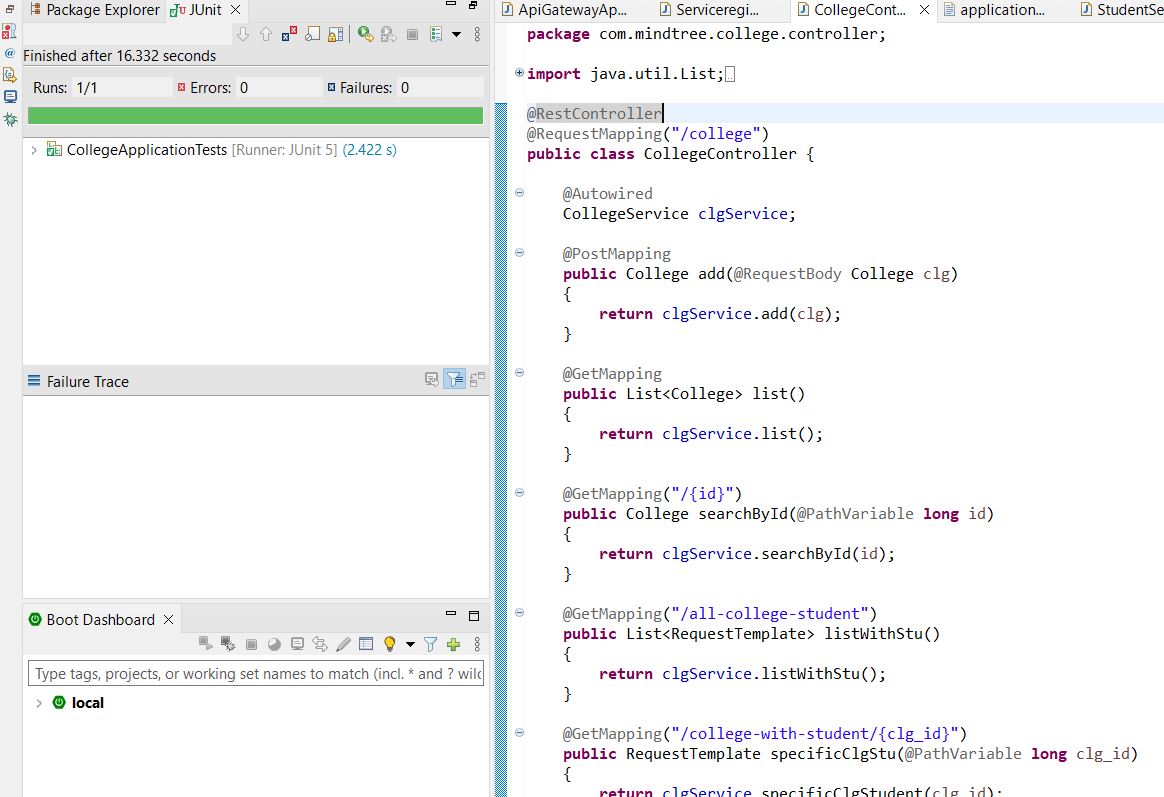 Package Explorer
JUnit
Finished after 16.332 seconds
Runs: 1/1
Errors: 0
Failures: 0
CollegeApplicationTests [Runner: JUnit 5] (2.422 s)
Failure Trace
Boot Dashboard
Type tags, projects, or working set names to match (incl. * and ? wil
local
ApiGatewayAp...
Serviceregi...
CollegeCont...
application...
StudentSe
package com.mindtree.college.controller;
import java.util.List;
@RestController
@RequestMapping("/college")
public class CollegeController {
@Autowired
CollegeService clgService;
@PostMapping
public College add(@RequestBody College clg)
{
return clgService.add(clg);
}
@GetMapping
public List<College> list()
{
return clgService.list();
}
@GetMapping("/{id}")
public College searchById(@PathVariable long id)
{
return clgService.searchById(id);
}
@GetMapping("/all-college-student")
public List<RequestTemplate> listWithStu()
{
return clgService.listWithStu();
}
@GetMapping("/college-with-student/{clg_id}")
public RequestTemplate specificClgStu(@PathVariable long clg_id)
{
return clgService.specificClgStudent(clg_id);